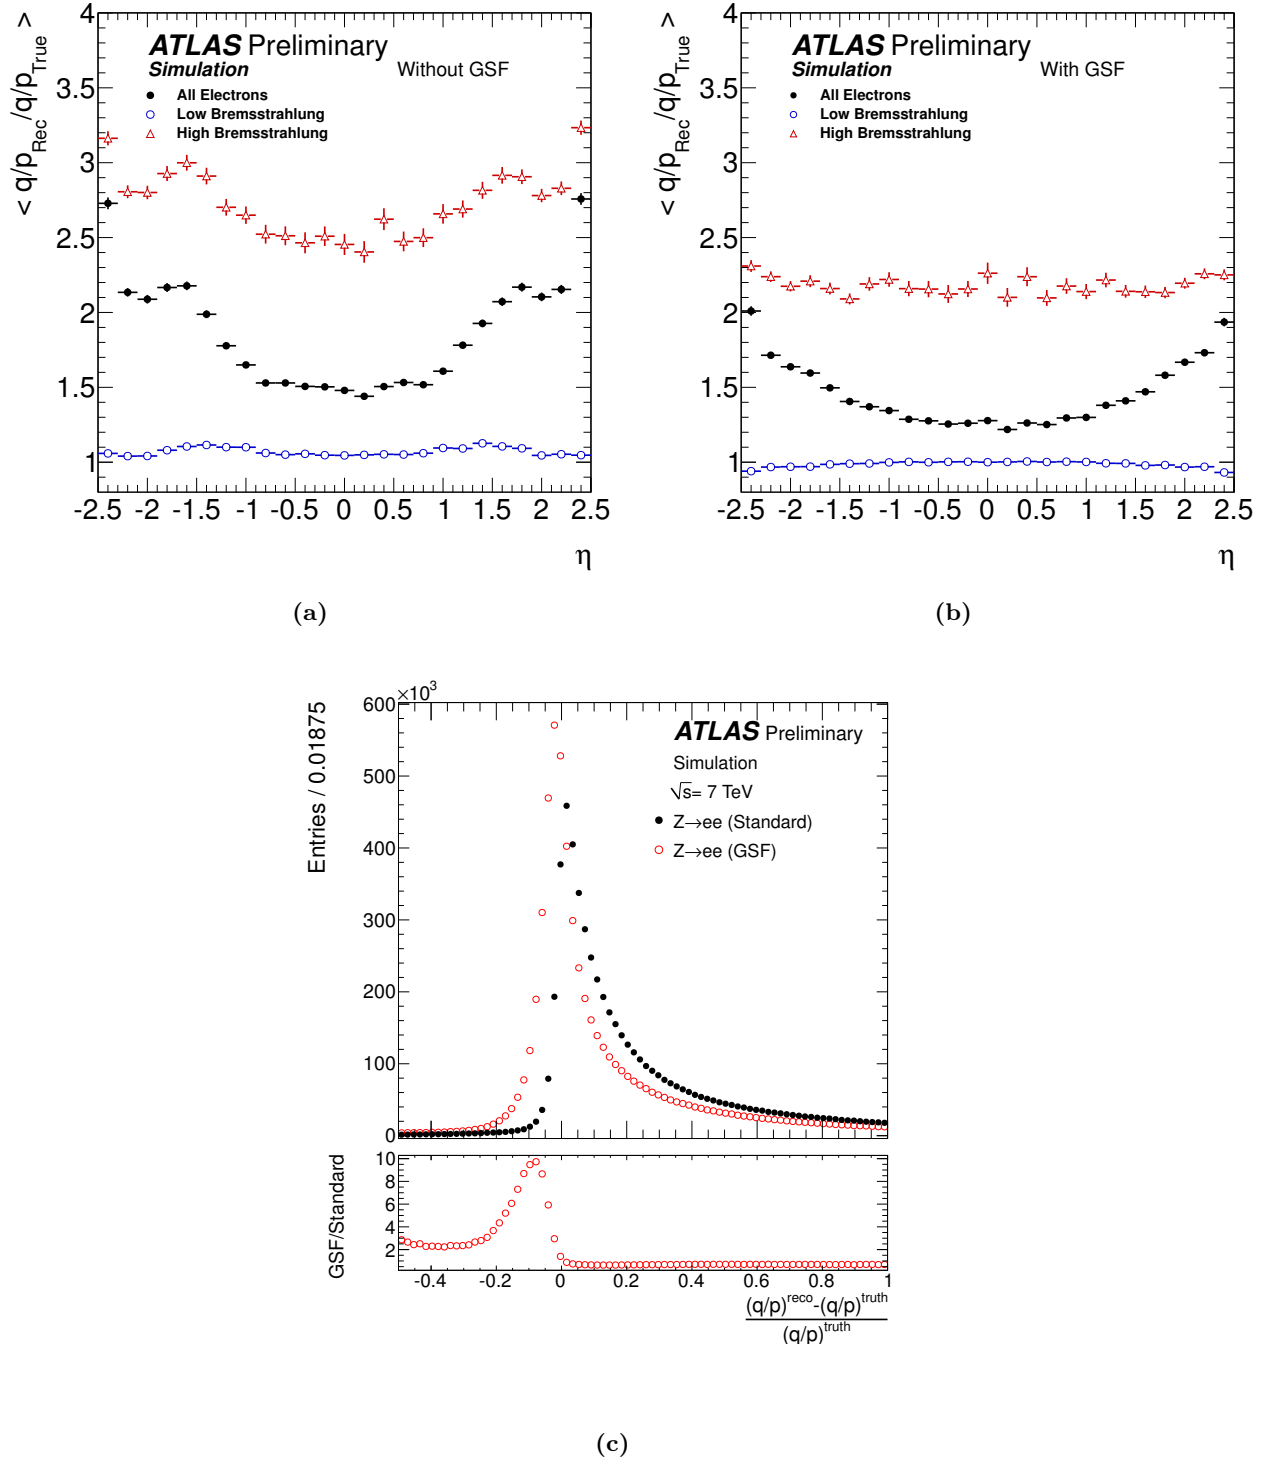 < q/p_Rec/q/p_True >
4
3.5
3
2.5
2
1.5
1
ATLAS Preliminary
Simulation Without GSF
All Electrons
Low Bremsstrahlung
High Bremsstrahlung
-2.5 -2 -1.5 -1 -0.5 0 0.5 1 1.5 2 2.5
η
(a)
< q/p_Rec/q/p_True >
4
3.5
3
2.5
2
1.5
1
ATLAS Preliminary
Simulation With GSF
All Electrons
Low Bremsstrahlung
High Bremsstrahlung
-2.5 -2 -1.5 -1 -0.5 0 0.5 1 1.5 2 2.5
η
(b)
Entries / 0.01875
×10³
600
500
400
300
200
100
0
ATLAS Preliminary
Simulation
√s= 7 TeV
Z→ee (Standard)
Z→ee (GSF)
GSF/Standard
10
8
6
4
2
-0.4 -0.2 0 0.2 0.4 0.6 0.8 1
(q/p)^reco-(q/p)^truth
(q/p)^truth
(c)